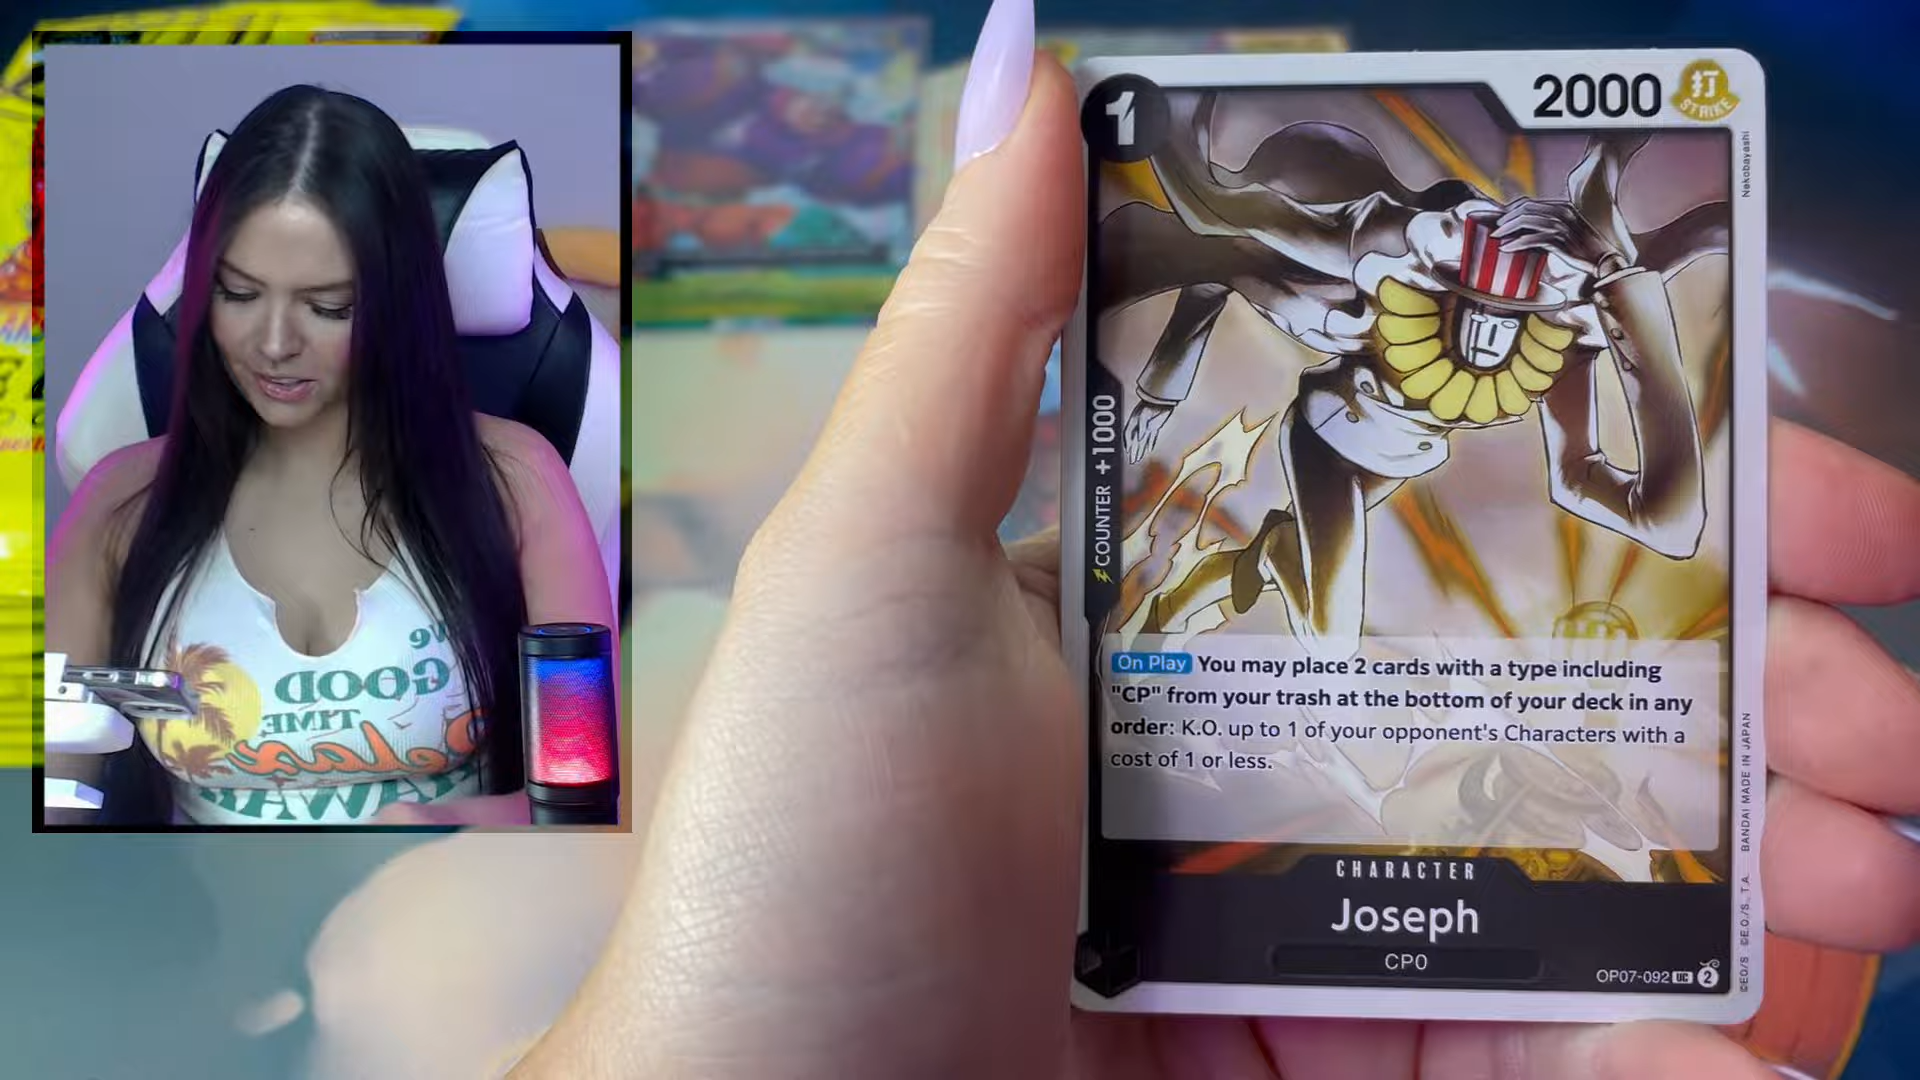 1
2000
打
STRIKE
Nekobayashi
COUNTER +1000
On Play You may place 2 cards with a type including
"CP" from your trash at the bottom of your deck in any
order: K.O. up to 1 of your opponent's Characters with a
cost of 1 or less.
CHARACTER
Joseph
CP0
OP07-092 UC 2
©E.O./S. ©E.O./S., T.A. BANDAI MADE IN JAPAN
GOOD
TIME
Relax